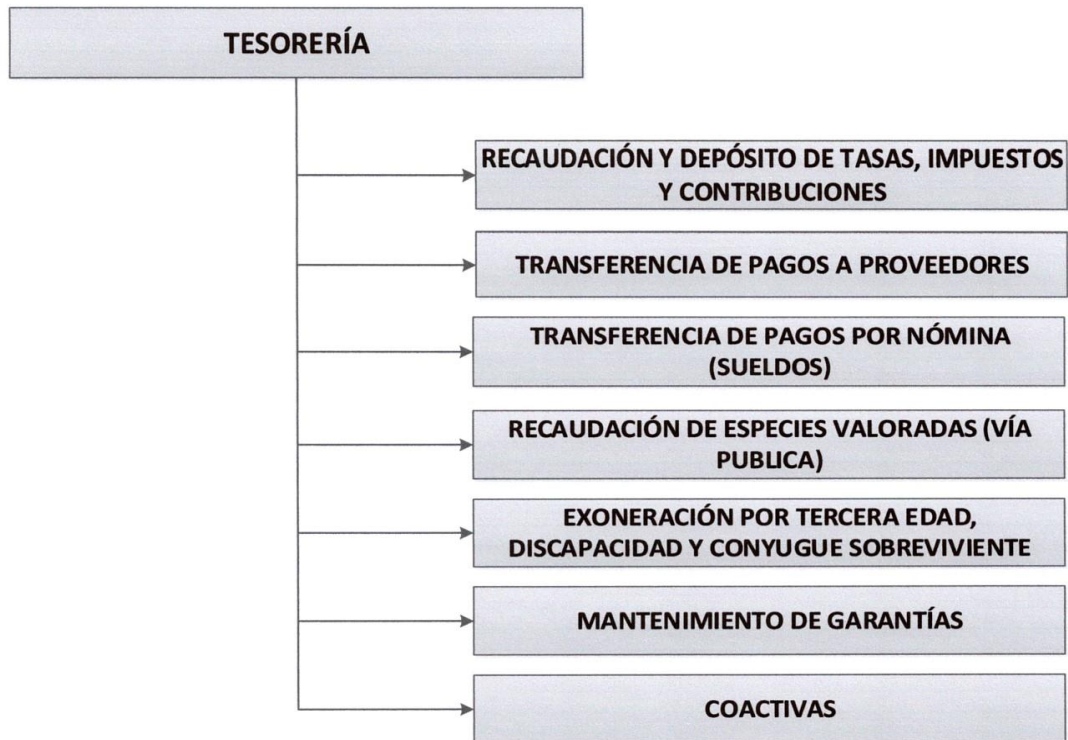 TESORERÍA
RECAUDACIÓN Y DEPÓSITO DE TASAS, IMPUESTOS
Y CONTRIBUCIONES
TRANSFERENCIA DE PAGOS A PROVEEDORES
TRANSFERENCIA DE PAGOS POR NÓMINA
(SUELDOS)
RECAUDACIÓN DE ESPECIES VALORADAS (VÍA
PUBLICA)
EXONERACIÓN POR TERCERA EDAD,
DISCAPACIDAD Y CONYUGUE SOBREVIVIENTE
MANTENIMIENTO DE GARANTÍAS
COACTIVAS